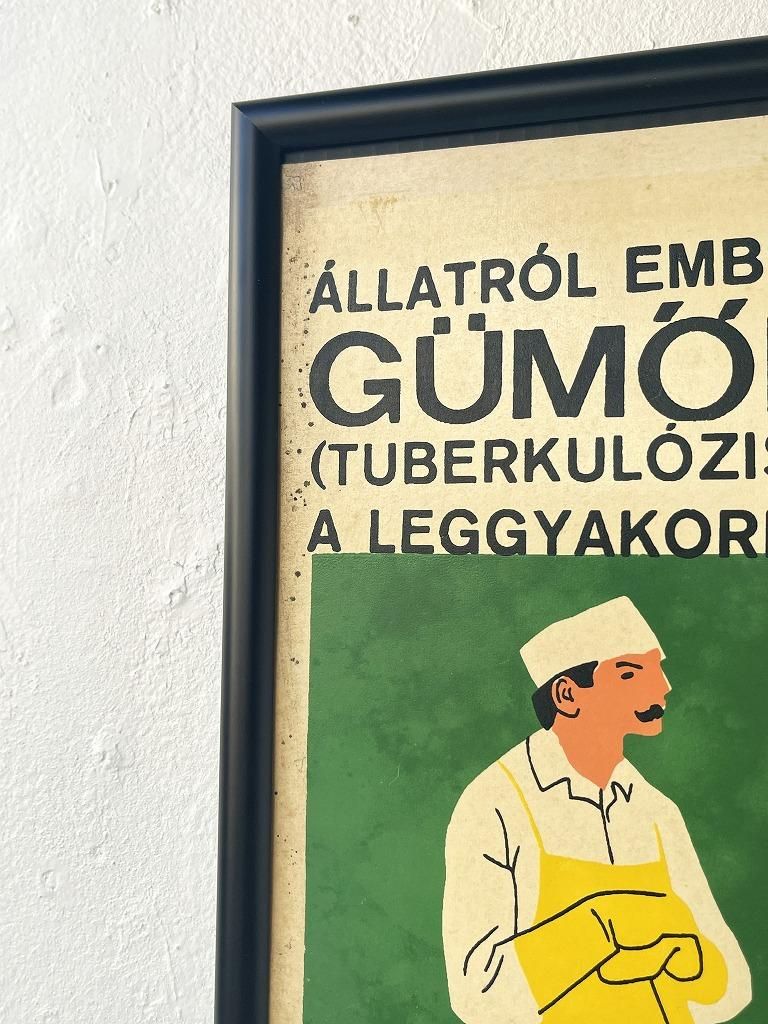 ÁLLATRÓL EMB
GÜMŐ
(TUBERKULÓZIS
A LEGGYAKOR